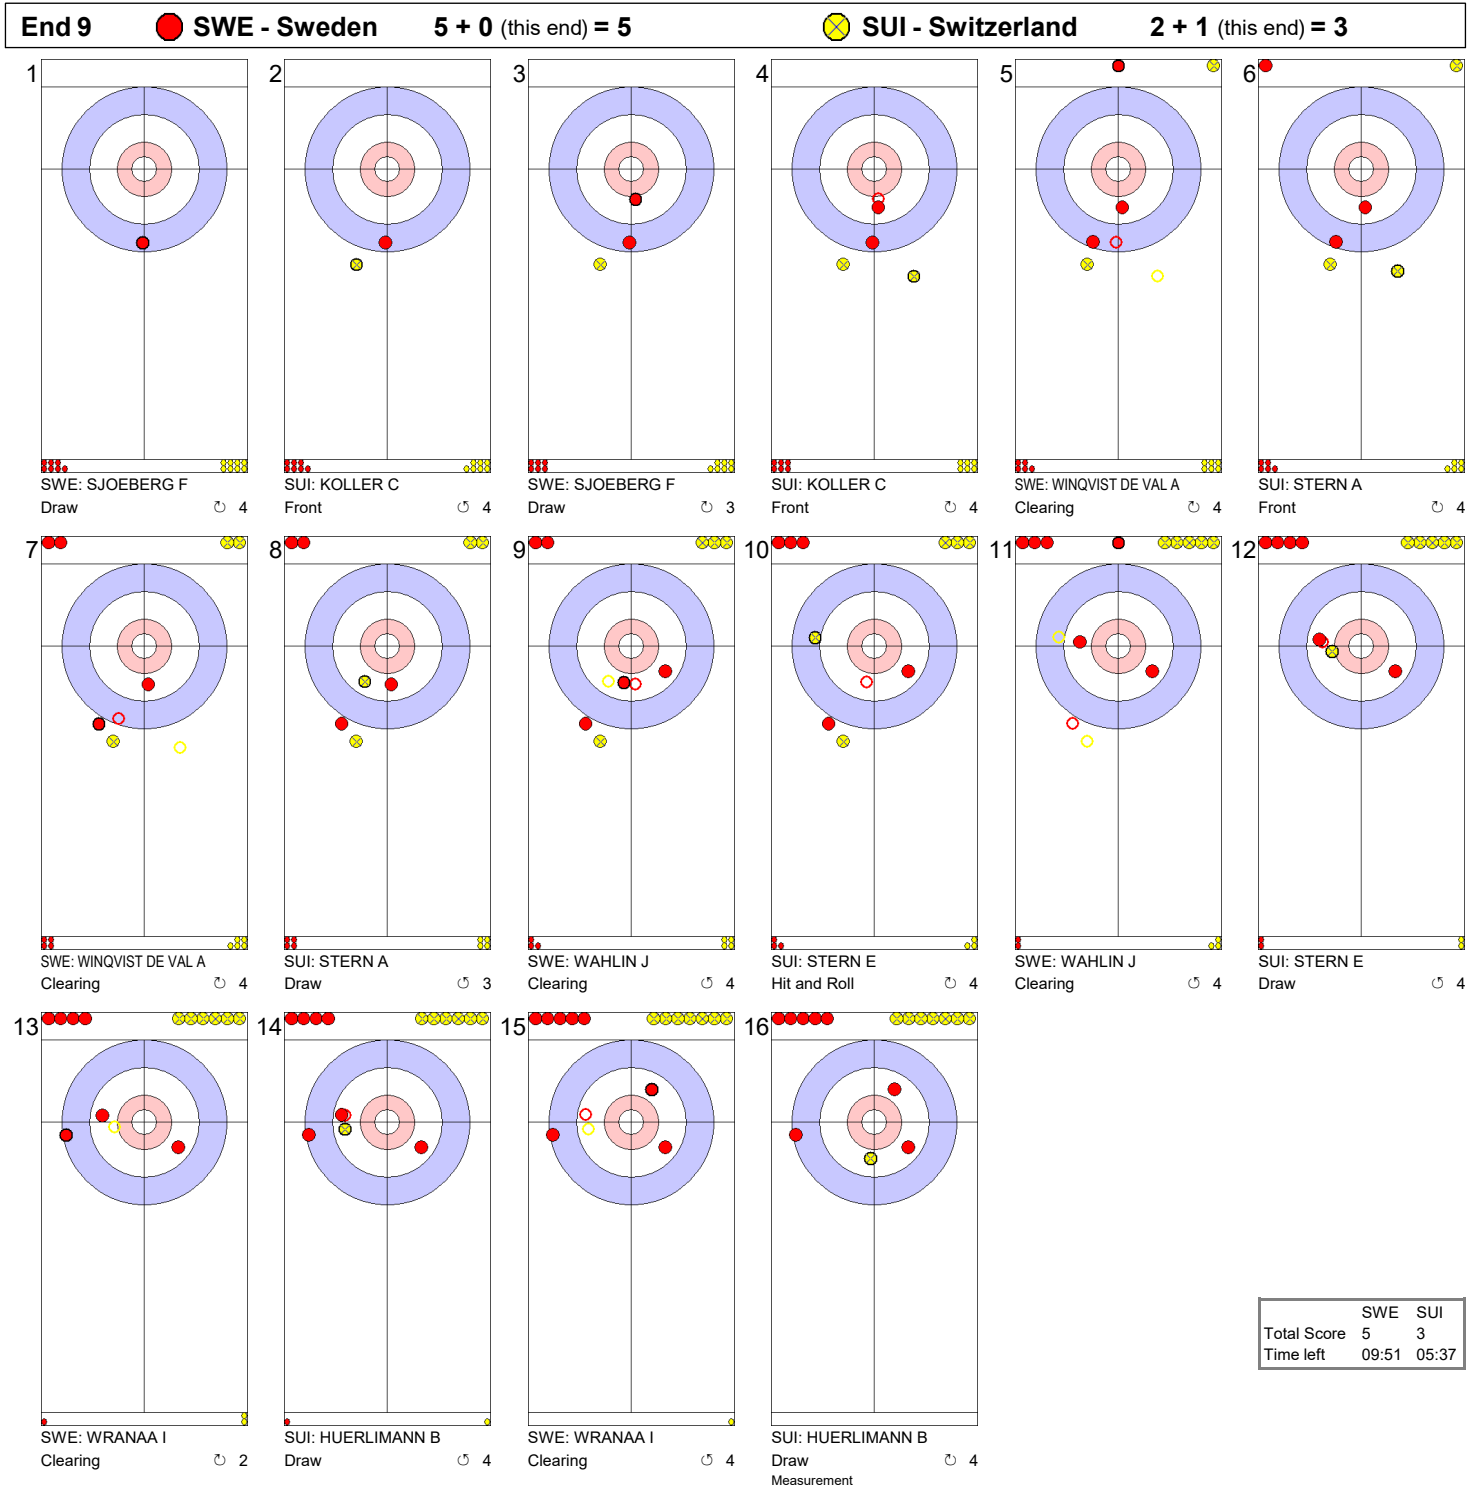 End 9 SWE - Sweden 5 + 0 (this end) = 5 SUI - Switzerland 2 + 1 (this end) = 3
1 2 3 4 5 6
SWE: SJOEBERG F SUI: KOLLER C SWE: SJOEBERG F SUI: KOLLER C SWE: WINQVIST DE VAL A SUI: STERN A
Draw ↻ 4 Front ↺ 4 Draw ↻ 3 Front ↺ 4 Clearing ↻ 4 Front ↺ 4
7 8 9 10 11 12
SWE: WINQVIST DE VAL A SUI: STERN A SWE: WAHLIN J SUI: STERN E SWE: WAHLIN J SUI: STERN E
Clearing ↻ 4 Draw ↺ 3 Clearing ↺ 4 Hit and Roll ↻ 4 Clearing ↺ 4 Draw ↻ 4
13 14 15 16
SWE SUI
Total Score 5 3
Time left 09:51 05:37
SWE: WRANAA I SUI: HUERLIMANN B SWE: WRANAA I SUI: HUERLIMANN B
Clearing ↻ 2 Draw ↺ 4 Clearing ↺ 4 Draw ↻ 4
Measurement